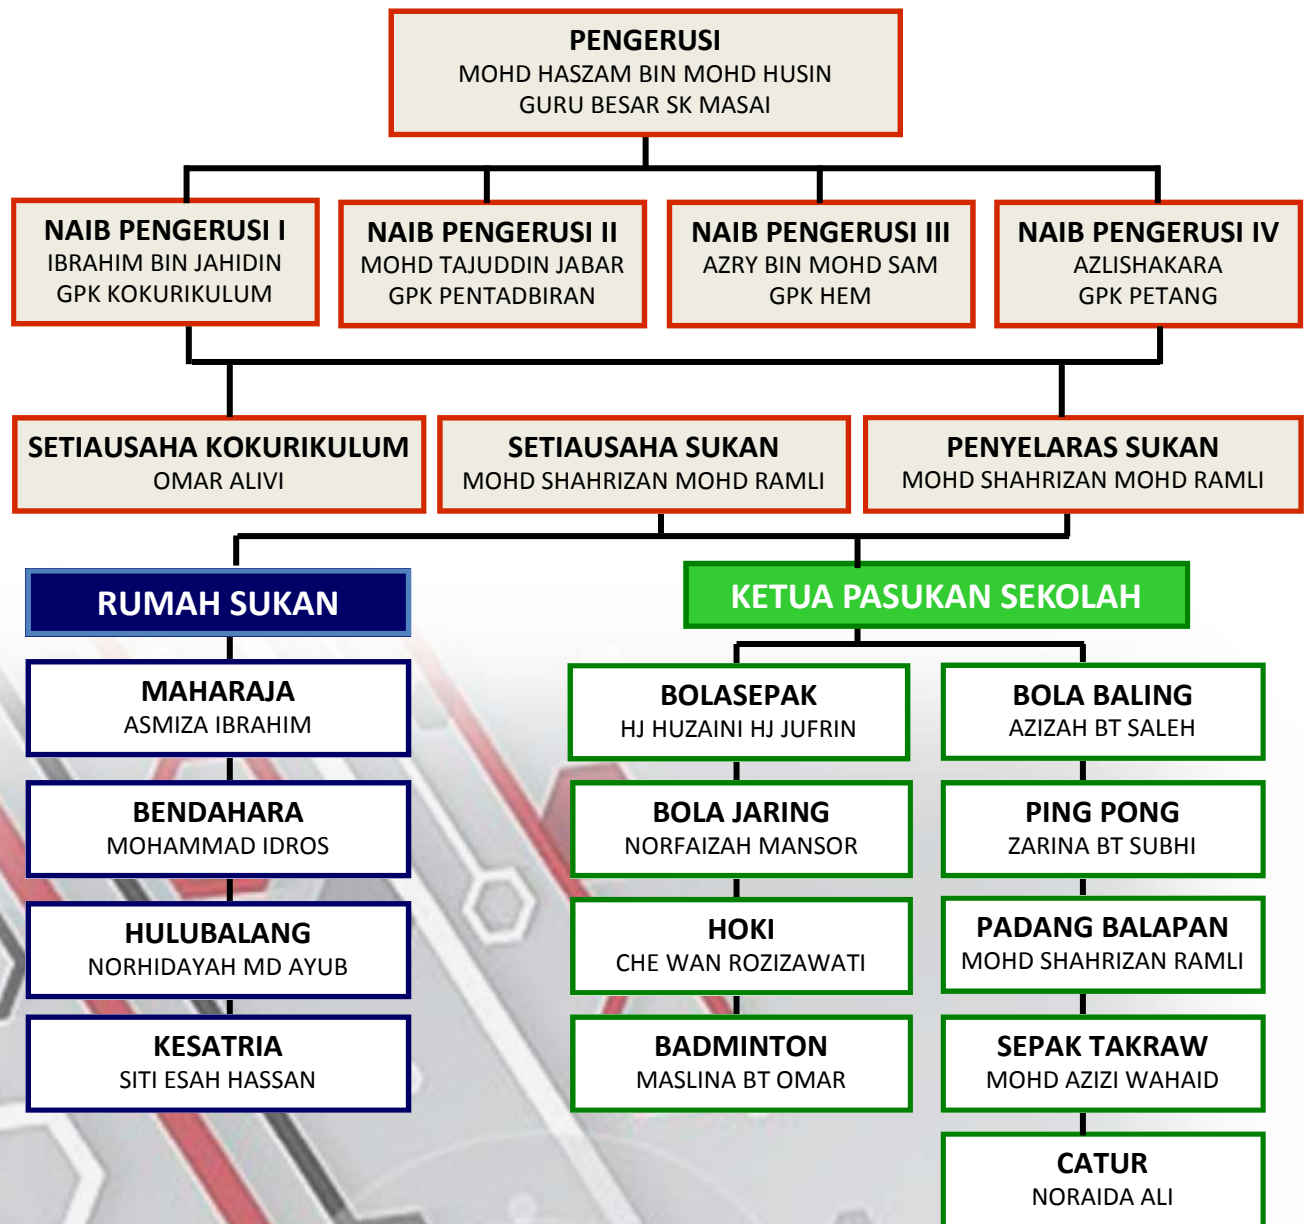 PENGERUSI
MOHD HASZAM BIN MOHD HUSIN
GURU BESAR SK MASAI
NAIB PENGERUSI I
IBRAHIM BIN JAHIDIN
GPK KOKURIKULUM
NAIB PENGERUSI II
MOHD TAJUDDIN JABAR
GPK PENTADBIRAN
NAIB PENGERUSI III
AZRY BIN MOHD SAM
GPK HEM
NAIB PENGERUSI IV
AZLISHAKARA
GPK PETANG
SETIAUSAHA KOKURIKULUM
OMAR ALIVI
SETIAUSAHA SUKAN
MOHD SHAHRIZAN MOHD RAMLI
PENYELARAS SUKAN
MOHD SHAHRIZAN MOHD RAMLI
RUMAH SUKAN
MAHARAJA
ASMIZA IBRAHIM
BENDAHARA
MOHAMMAD IDROS
HULUBALANG
NORHIDAYAH MD AYUB
KESATRIA
SITI ESAH HASSAN
KETUA PASUKAN SEKOLAH
BOLASEPAK
HJ HUZAINI HJ JUFRIN
BOLA JARING
NORFAIZAH MANSOR
HOKI
CHE WAN ROZIZAWATI
BADMINTON
MASLINA BT OMAR
BOLA BALING
AZIZAH BT SALEH
PING PONG
ZARINA BT SUBHI
PADANG BALAPAN
MOHD SHAHRIZAN RAMLI
SEPAK TAKRAW
MOHD AZIZI WAHAID
CATUR
NORAIDA ALI